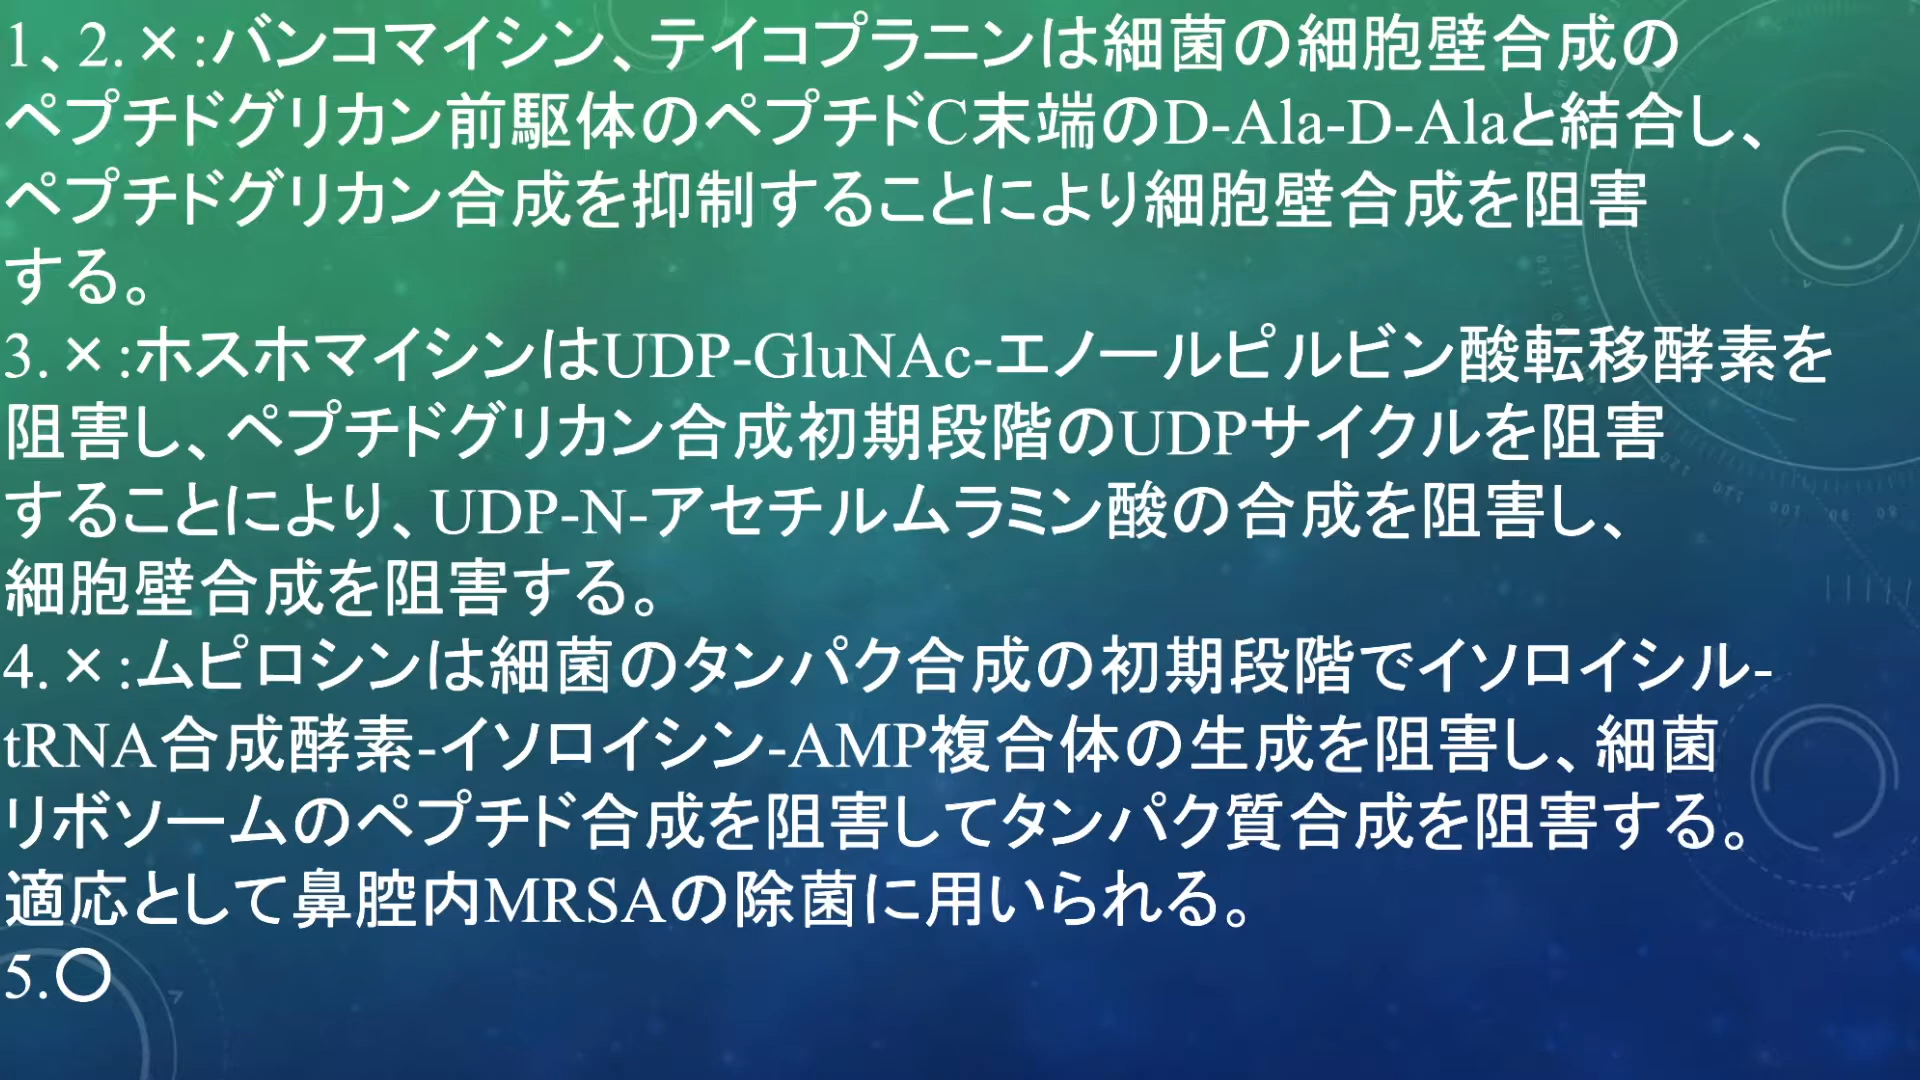 1、2.×:バンコマイシン、テイコプラニンは細菌の細胞壁合成の
ペプチドグリカン前駆体のペプチドC末端のD-Ala-D-Alaと結合し、
ペプチドグリカン合成を抑制することにより細胞壁合成を阻害
する。
3.×:ホスホマイシンはUDP-GluNAc-エノールピルビン酸転移酵素を
阻害し、ペプチドグリカン合成初期段階のUDPサイクルを阻害
することにより、UDP-N-アセチルムラミン酸の合成を阻害し、
細胞壁合成を阻害する。
4.×:ムピロシンは細菌のタンパク合成の初期段階でイソロイシル-
tRNA合成酵素-イソロイシン-AMP複合体の生成を阻害し、細菌
リボソームのペプチド合成を阻害してタンパク質合成を阻害する。
適応として鼻腔内MRSAの除菌に用いられる。
5.〇